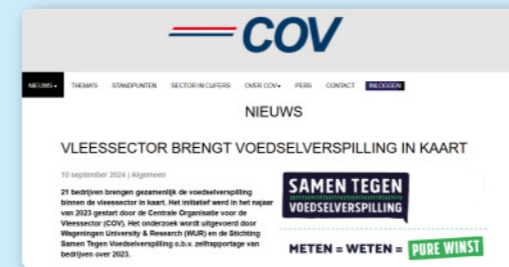 COV
NIEUWS
THEMA'S
STANDPUNTEN
SECTOR IN CIJFERS
OVER COV
PERS
CONTACT
INLOGGEN
NIEUWS
VLEESSECTOR BRENGT VOEDSELVERSPILLING IN KAART
10 september 2024 | Algemeen
21 bedrijven brengen gezamenlijk de voedselverspilling
binnen de vleessector in kaart. Het initiatief werd in het najaar
van 2023 gestart door de Centrale Organisatie voor de
Vleessector (COV). Het onderzoek wordt uitgevoerd door
Wageningen University & Research (WUR) en de Stichting
Samen Tegen Voedselverspilling o.b.v. zelfrapportage van
bedrijven over 2023.
SAMEN TEGEN
VOEDSELVERSPILLING
METEN = WETEN = PURE WINST